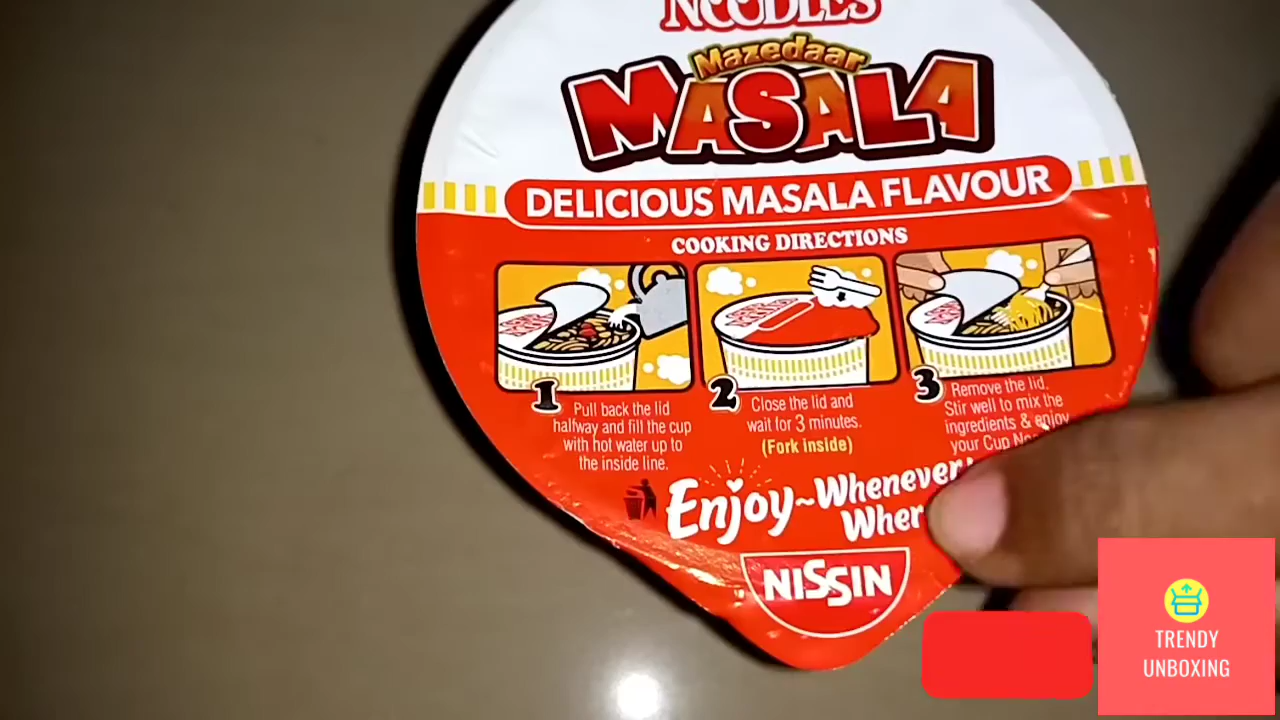 NOODLES
Mazedaar
MASALA
DELICIOUS MASALA FLAVOUR
COOKING DIRECTIONS
1
Pull back the lid
halfway and fill the cup
with hot water up to
the inside line.
2
Close the lid and
wait for 3 minutes.
(Fork inside)
3
Remove the lid.
Stir well to mix the
ingredients & enjoy
your Cup
Enjoy~Whenever!
NISSIN
TRENDY
UNBOXING